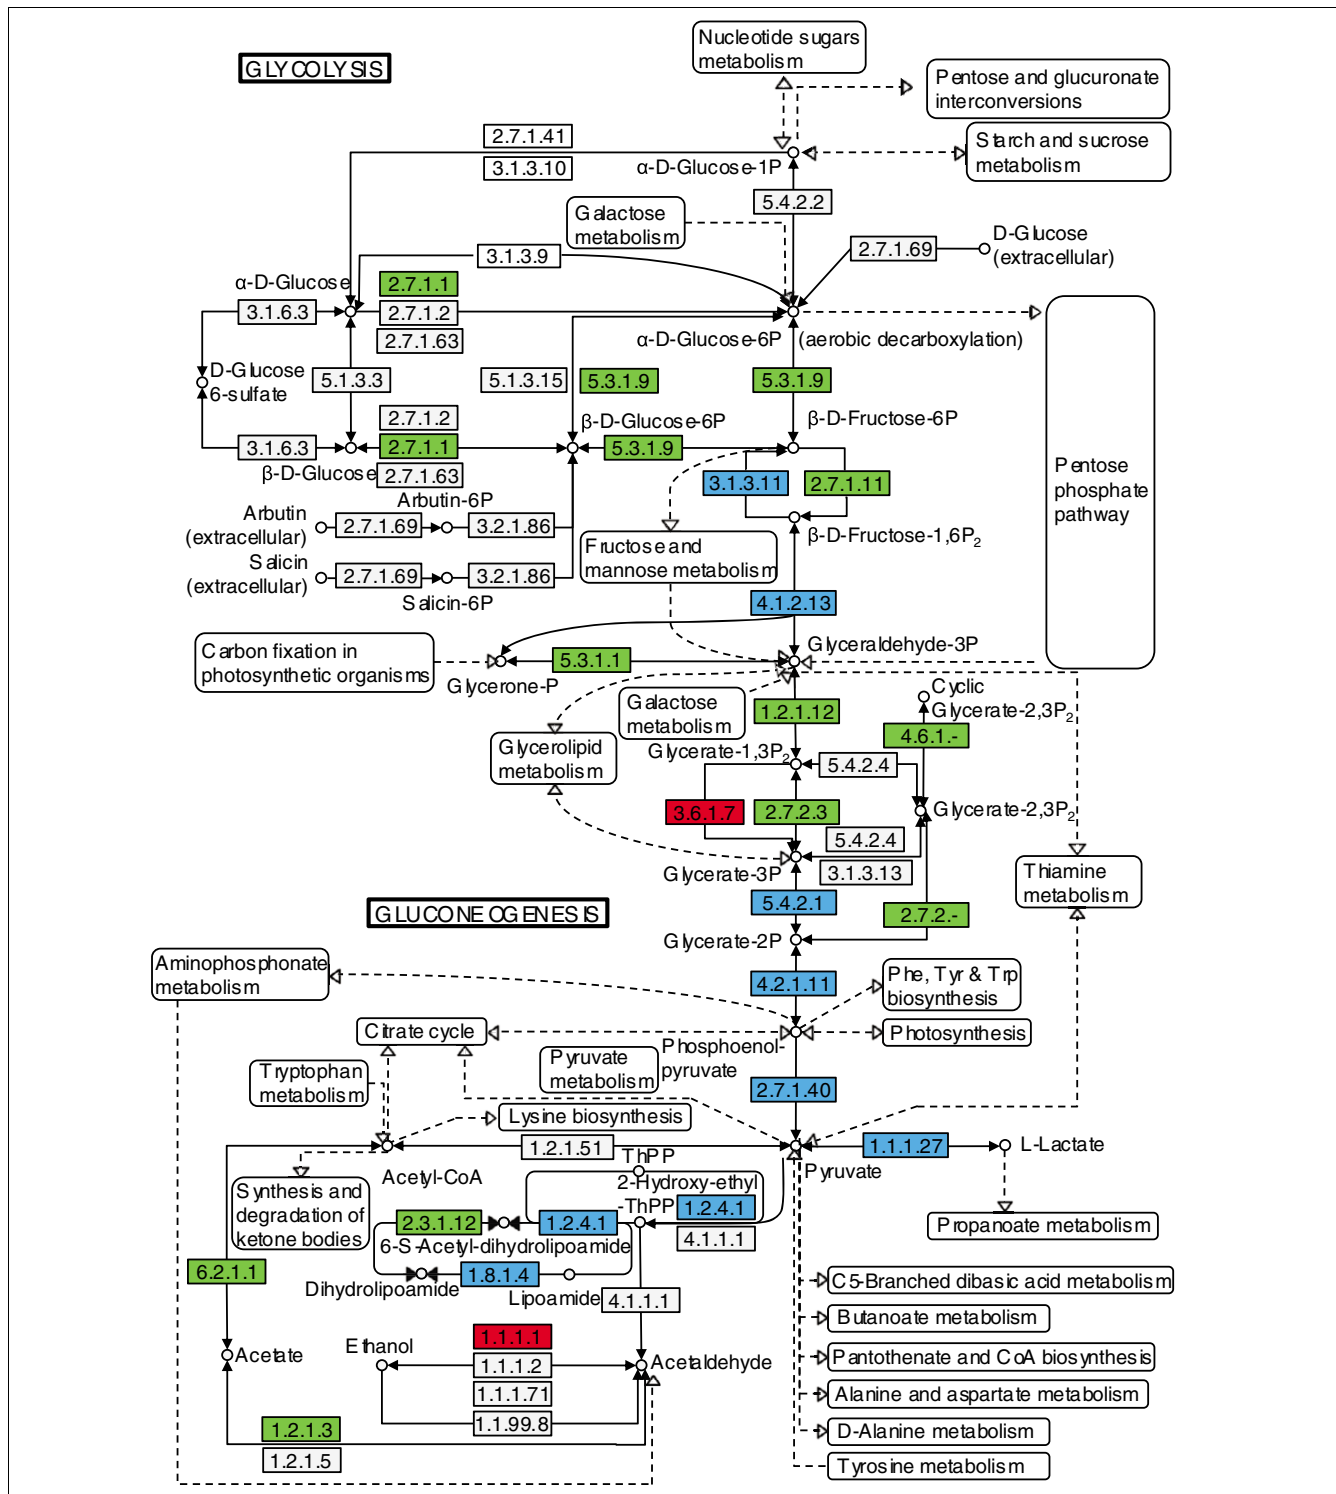 GLYCOLYSIS
Nucleotide sugars
metabolism
Pentose and glucuronate
interconversions
Starch and sucrose
metabolism
2.7.1.41
3.1.3.10
α-D-Glucose-1P
5.4.2.2
Galactose
metabolism
3.1.3.9
2.7.1.69
D-Glucose
(extracellular)
α-D-Glucose
2.7.1.1
3.1.6.3
2.7.1.2
2.7.1.63
α-D-Glucose-6P
(aerobic decarboxylation)
D-Glucose
6-sulfate
5.1.3.3
5.1.3.15
5.3.1.9
5.3.1.9
2.7.1.2
β-D-Glucose-6P
β-D-Fructose-6P
3.1.6.3
2.7.1.1
5.3.1.9
β-D-Glucose
2.7.1.63
3.1.3.11
2.7.1.11
Pentose
phosphate
pathway
Arbutin-6P
Arbutin
(extracellular)
2.7.1.69
3.2.1.86
β-D-Fructose-1,6P2
Fructose and
mannose metabolism
Salicin
(extracellular)
2.7.1.69
3.2.1.86
Salicin-6P
4.1.2.13
Carbon fixation in
photosynthetic organisms
5.3.1.1
Glycerone-P
Glyceraldehyde-3P
Galactose
metabolism
1.2.1.12
Cyclic
Glycerate-2,3P2
4.6.1.-
Glycerolipid
metabolism
Glycerate-1,3P2
5.4.2.4
3.6.1.7
2.7.2.3
Glycerate-2,3P2
5.4.2.4
3.1.3.13
Glycerate-3P
Thiamine
metabolism
GLUCONEOGENESIS
5.4.2.1
2.7.2.-
Glycerate-2P
Aminophosphonate
metabolism
4.2.1.11
Phe, Tyr & Trp
biosynthesis
Citrate cycle
Photosynthesis
Phosphoenol-
pyruvate
Pyruvate
metabolism
Tryptophan
metabolism
2.7.1.40
Lysine biosynthesis
1.2.1.51
1.1.1.27
L-Lactate
Pyruvate
Acetyl-CoA
ThPP
2-Hydroxy-ethyl
-ThPP
1.2.4.1
Synthesis and
degradation of
ketone bodies
2.3.1.12
1.2.4.1
4.1.1.1
Propanoate metabolism
6-S-Acetyl-dihydrolipoamide
6.2.1.1
1.8.1.4
Dihydrolipoamide
Lipoamide
4.1.1.1
C5-Branched dibasic acid metabolism
Butanoate metabolism
Ethanol
1.1.1.1
Acetate
1.1.1.2
Acetaldehyde
Pantothenate and CoA biosynthesis
1.1.1.71
Alanine and aspartate metabolism
1.1.99.8
1.2.1.3
D-Alanine metabolism
1.2.1.5
Tyrosine metabolism